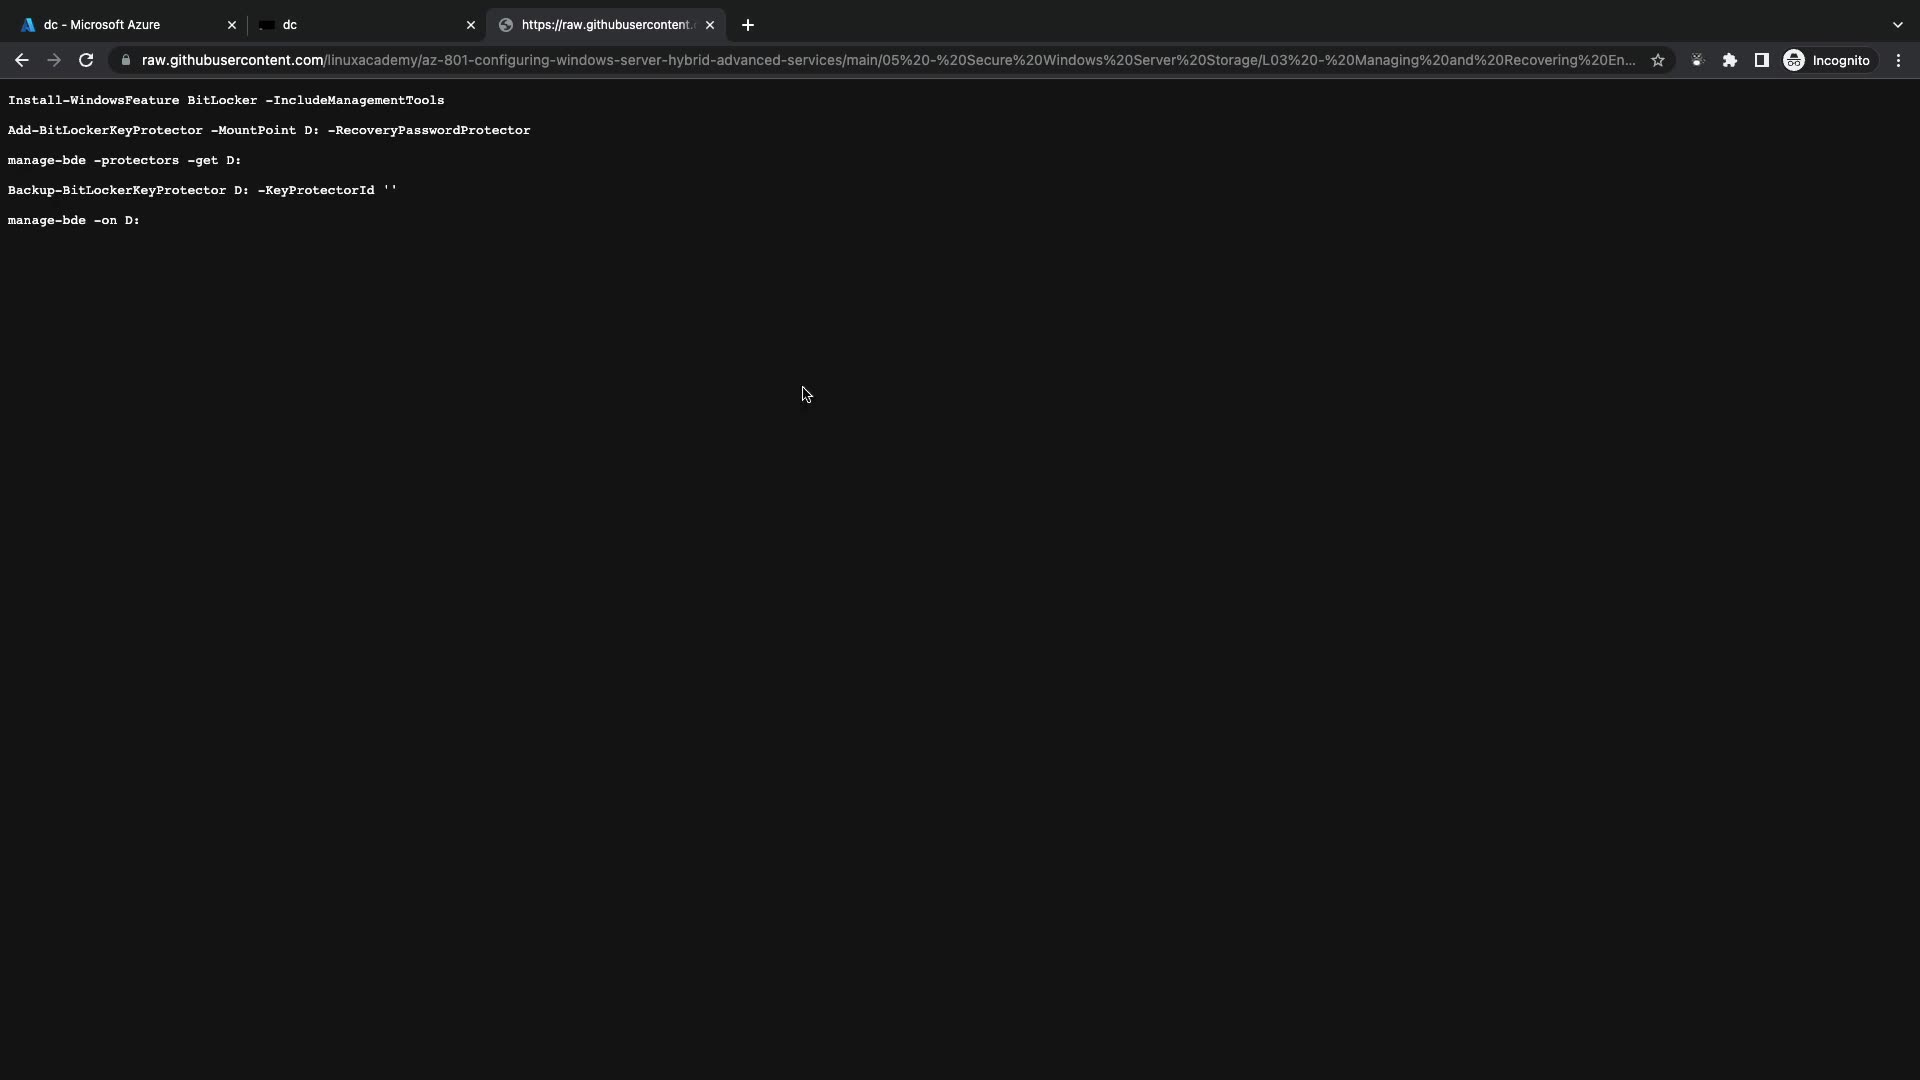 dc - Microsoft Azure
dc
https://raw.githubusercontent.
raw.githubusercontent.com/linuxacademy/az-801-configuring-windows-server-hybrid-advanced-services/main/05%20-%20Secure%20Windows%20Server%20Storage/L03%20-%20Managing%20and%20Recovering%20En...
Incognito
Install-WindowsFeature BitLocker -IncludeManagementTools
Add-BitLockerKeyProtector -MountPoint D: -RecoveryPasswordProtector
manage-bde -protectors -get D:
Backup-BitLockerKeyProtector D: -KeyProtectorId ''
manage-bde -on D: